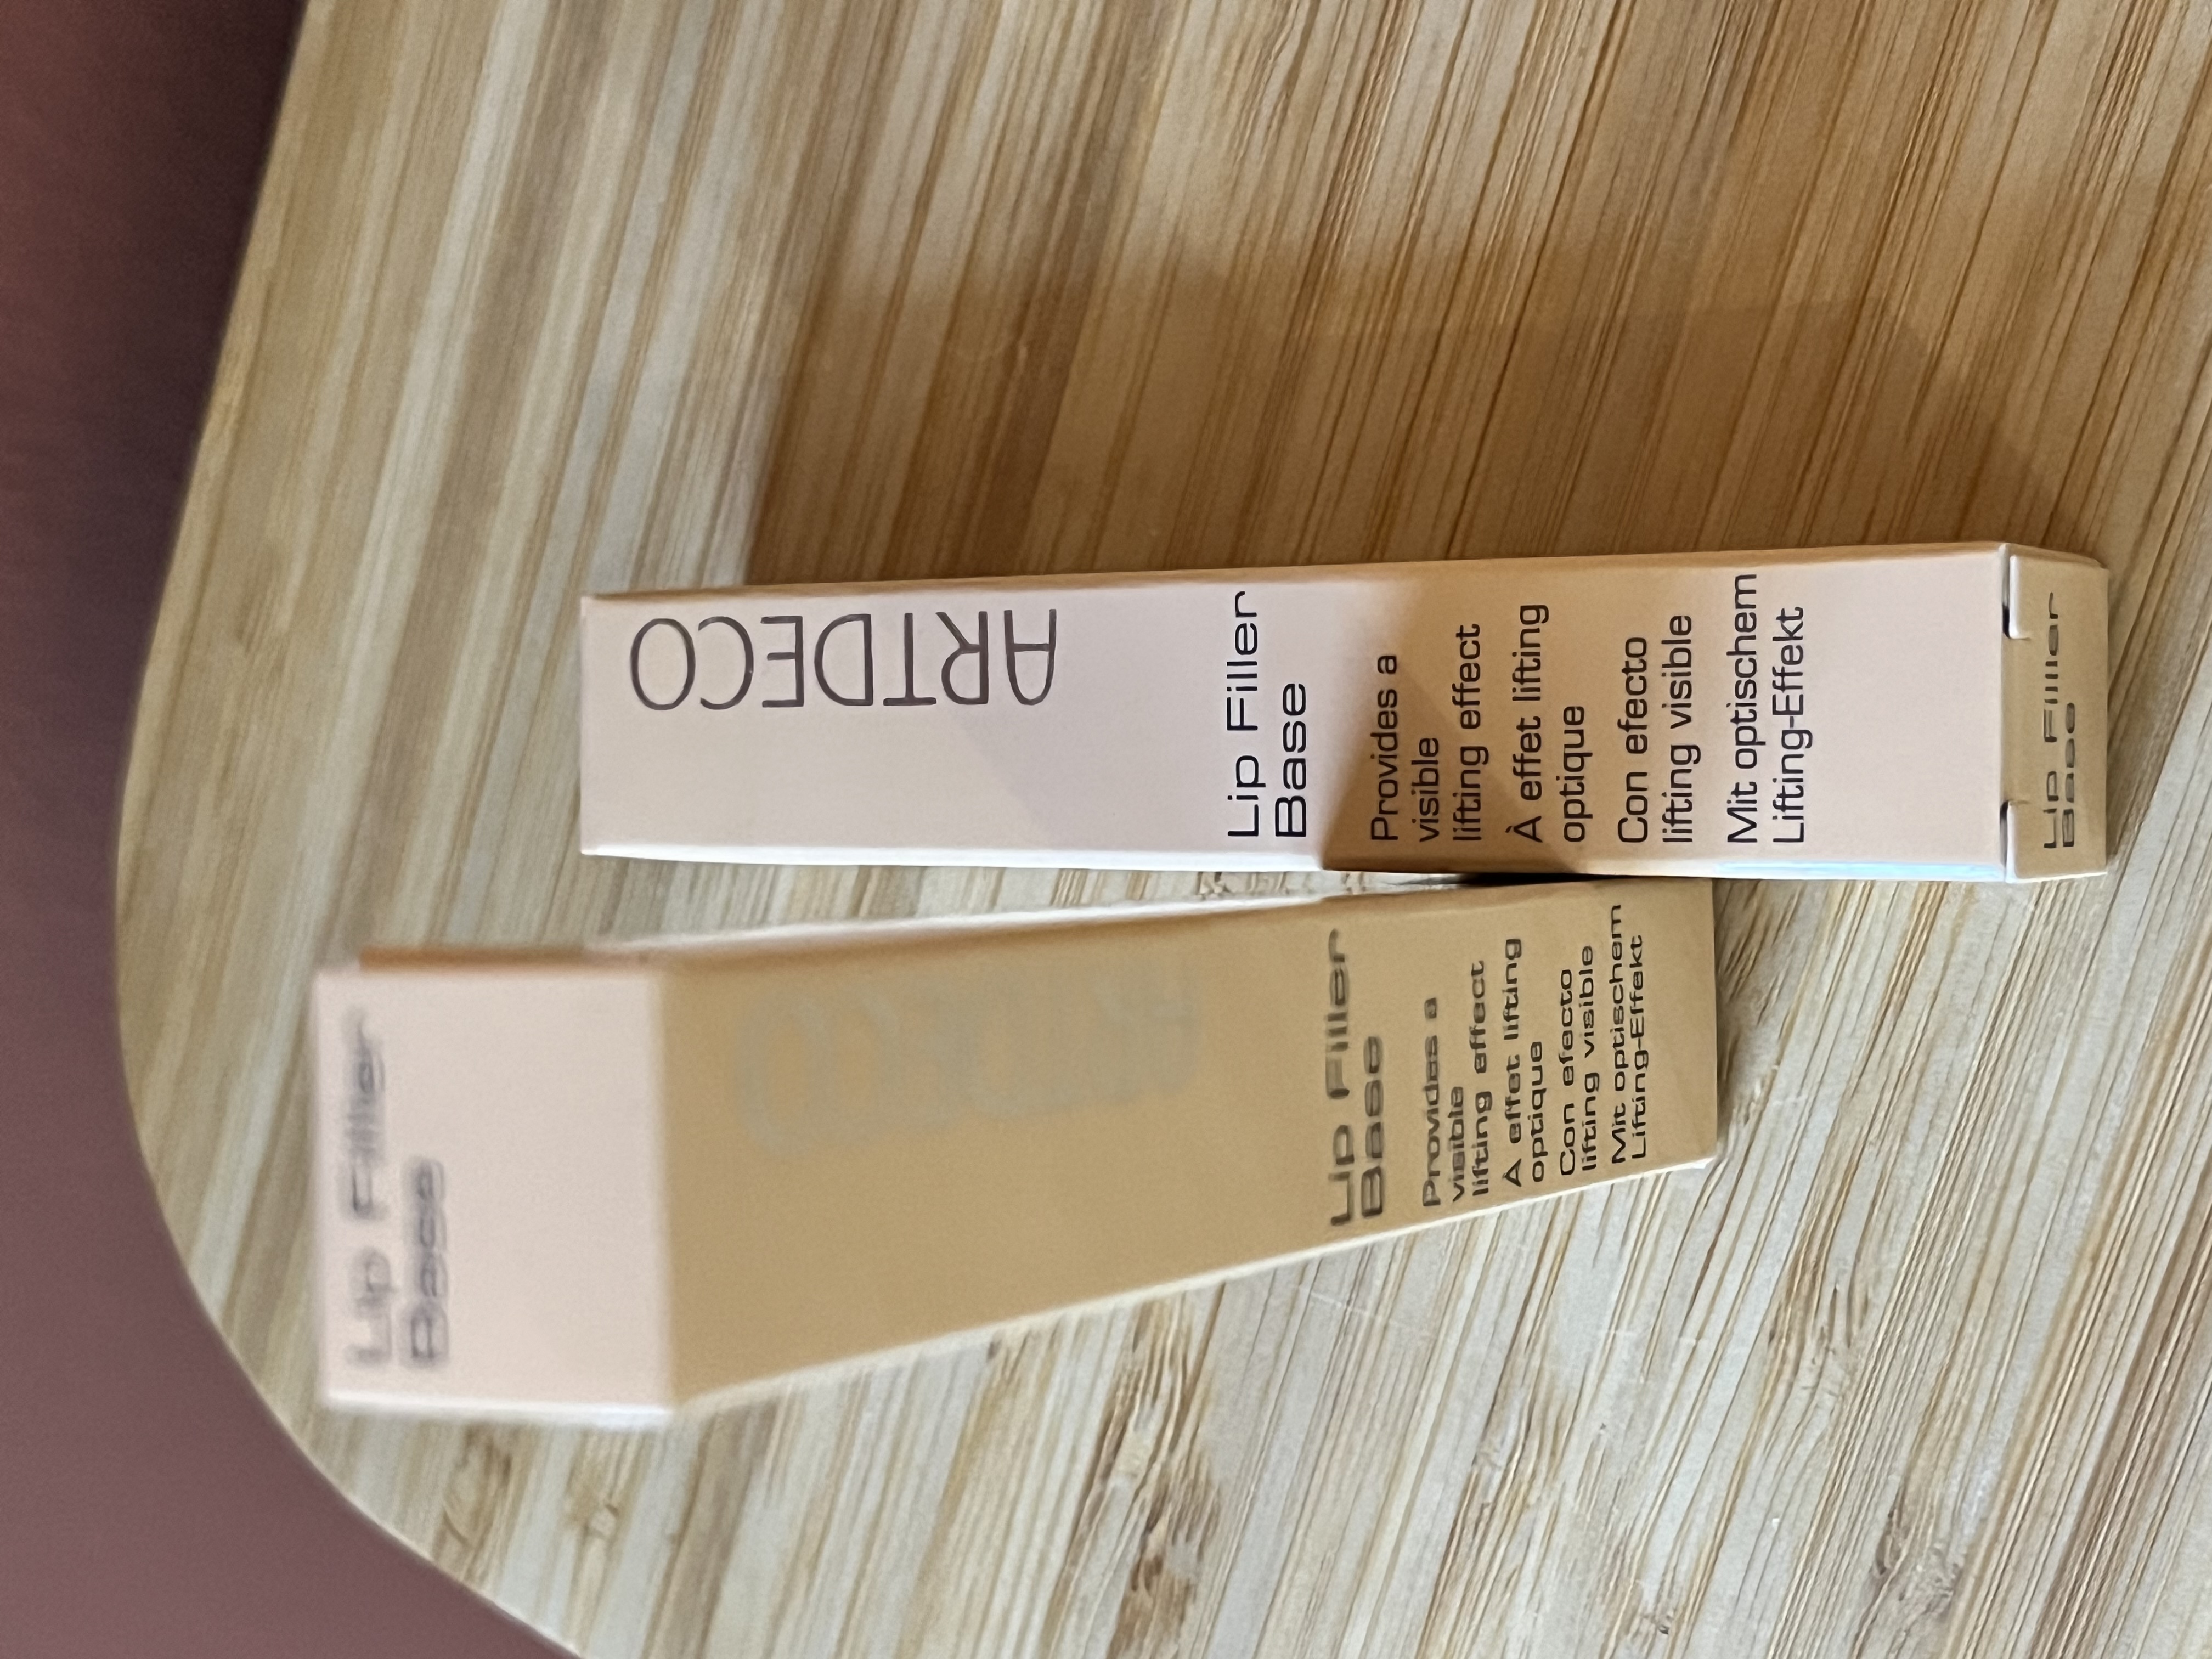 Lip Filler
Base
Lip Filler
Base
Provides a
visible
lifting effect
À effet lifting
optique
Con efecto
lifting visible
Mit optischem
Lifting-Effekt
ARTDECO
Lip Filler
Base
Provides a
visible
lifting effect
À effet lifting
optique
Con efecto
lifting visible
Mit optischem
Lifting-Effekt
Lip Filler
Base